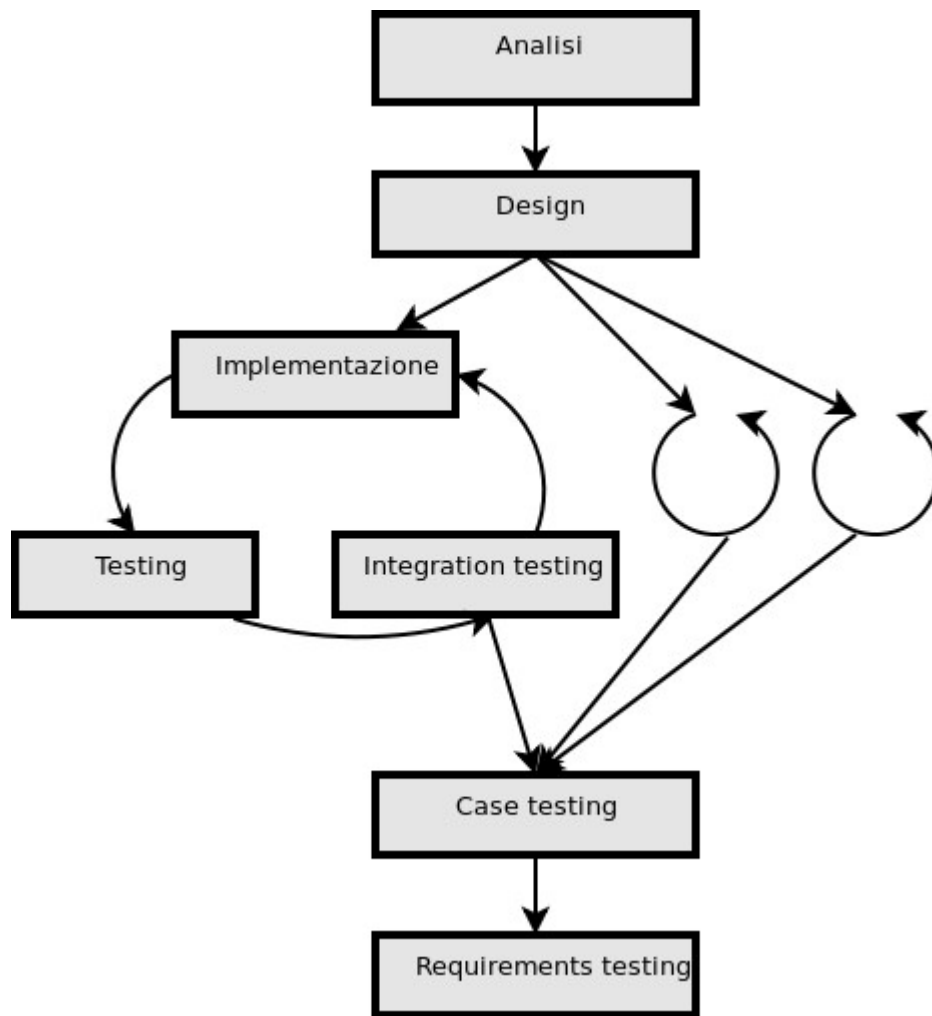 Analisi
Design
Implementazione
Testing
Integration testing
Case testing
Requirements testing